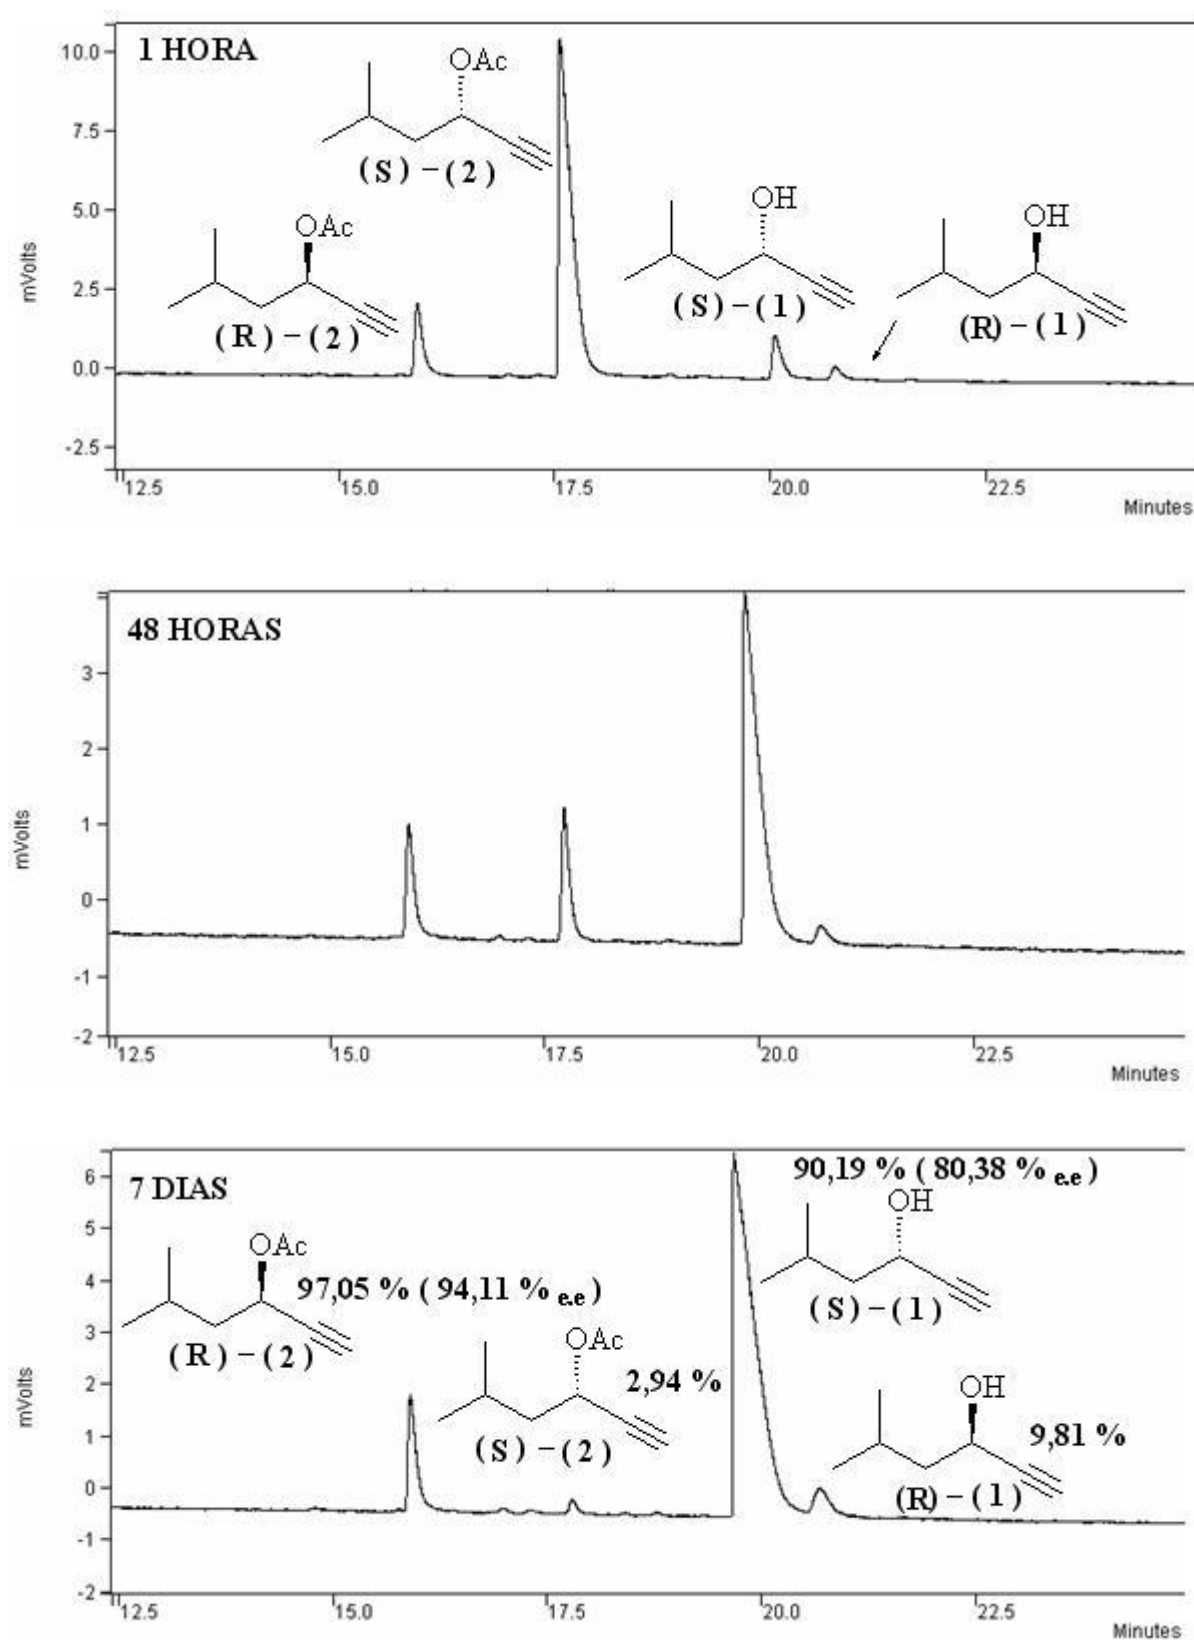 1 HORA
10.0
7.5
5.0
2.5
0.0
-2.5
mVolts
OAc
(S)-(2)
OAc
(R)-(2)
OH
(S)-(1)
OH
(R)-(1)
12.5 15.0 17.5 20.0 22.5
Minutes
48 HORAS
3
2
1
0
-1
-2
mVolts
12.5 15.0 17.5 20.0 22.5
Minutes
7 DIAS
6
5
4
3
2
1
0
-1
-2
mVolts
90,19 % ( 80,38 % e.e )
OH
(S)-(1)
OAc
97,05 % ( 94,11 % e.e )
(R)-(2)
OAc
2,94 %
(S)-(2)
OH
9,81 %
(R)-(1)
12.5 15.0 17.5 20.0 22.5
Minutes